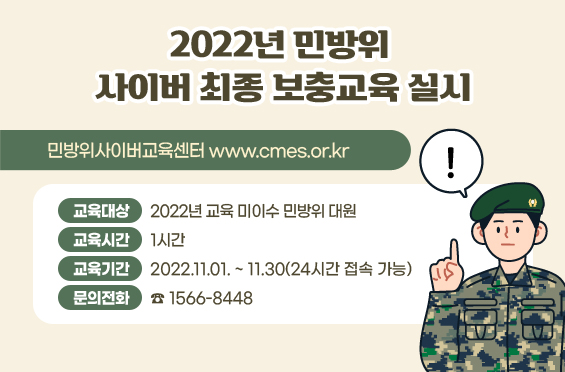 2022년 민방위
사이버 최종 보충교육 실시
민방위사이버교육센터 www.cmes.or.kr
!
교육대상 2022년 교육 미이수 민방위 대원
교육시간 1시간
교육기간 2022.11.01. ~ 11.30(24시간 접속 가능)
문의전화 ☎ 1566-8448